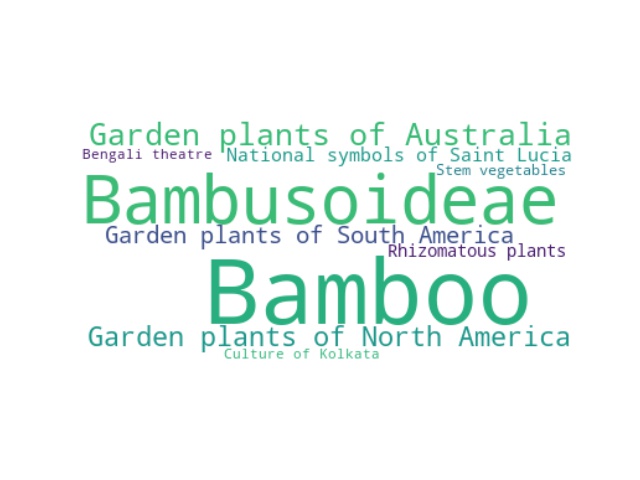 Garden plants of Australia
Bengali theatre
National symbols of Saint Lucia
Stem vegetables
Bambusoideae
Garden plants of South America
Rhizomatous plants
Bamboo
Garden plants of North America
Culture of Kolkata